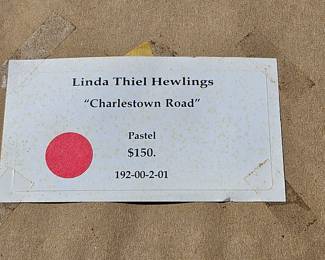 Linda Thiel Hewlings
“Charlestown Road”
Pastel
$150.
192-00-2-01